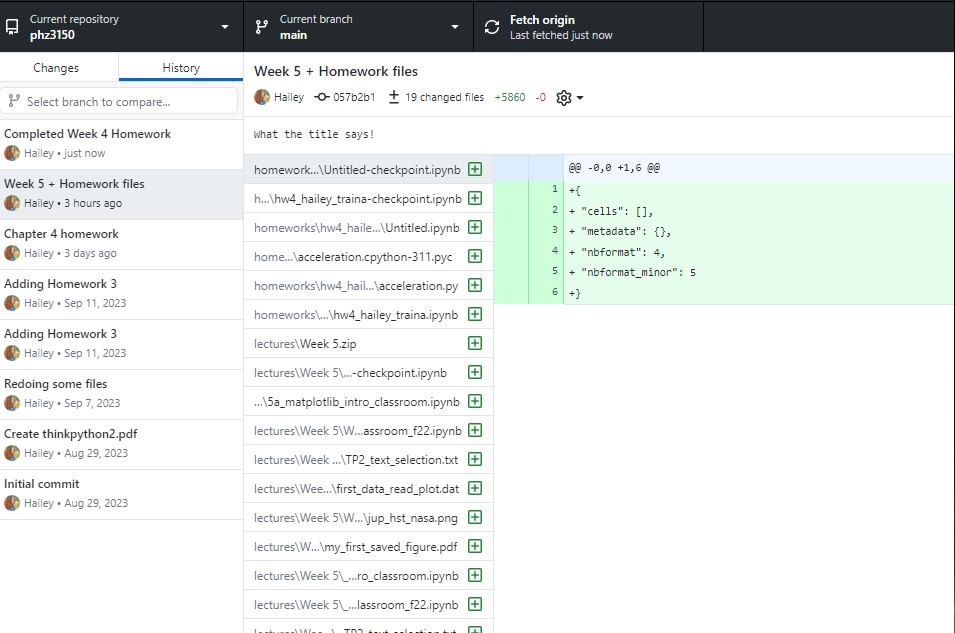 Current repository
phz3150
Current branch
main
Fetch origin
Last fetched just now
Changes
History
Select branch to compare...
Completed Week 4 Homework
Hailey • just now
Week 5 + Homework files
Hailey • 3 hours ago
Chapter 4 homework
Hailey • 3 days ago
Adding Homework 3
Hailey • Sep 11, 2023
Adding Homework 3
Hailey • Sep 11, 2023
Redoing some files
Hailey • Sep 7, 2023
Create thinkpython2.pdf
Hailey • Aug 29, 2023
Initial commit
Hailey • Aug 29, 2023
Week 5 + Homework files
Hailey 057b2b1 19 changed files +5860 -0
What the title says!
homework...\Untitled-checkpoint.ipynb
h...\hw4_hailey_traina-checkpoint.ipynb
homeworks\hw4_haile...\Untitled.ipynb
home...\acceleration.cpython-311.pyc
homeworks\hw4_hail...\acceleration.py
homeworks\...\hw4_hailey_traina.ipynb
lectures\Week 5.zip
lectures\Week 5\...-checkpoint.ipynb
...\5a_matplotlib_intro_classroom.ipynb
lectures\Week 5\W...assroom_f22.ipynb
lectures\Week ...\TP2_text_selection.txt
lectures\Wee...\first_data_read_plot.dat
lectures\Week 5\W...\jup_hst_nasa.png
lectures\W...\my_first_saved_figure.pdf
lectures\Week 5\_...ro_classroom.ipynb
lectures\Week 5\_...lassroom_f22.ipynb
lectures\Week...\._TP2_text_selection.txt
@@ -0,0 +1,6 @@
1 +{
2 + "cells": [],
3 + "metadata": {},
4 + "nbformat": 4,
5 + "nbformat_minor": 5
6 +}